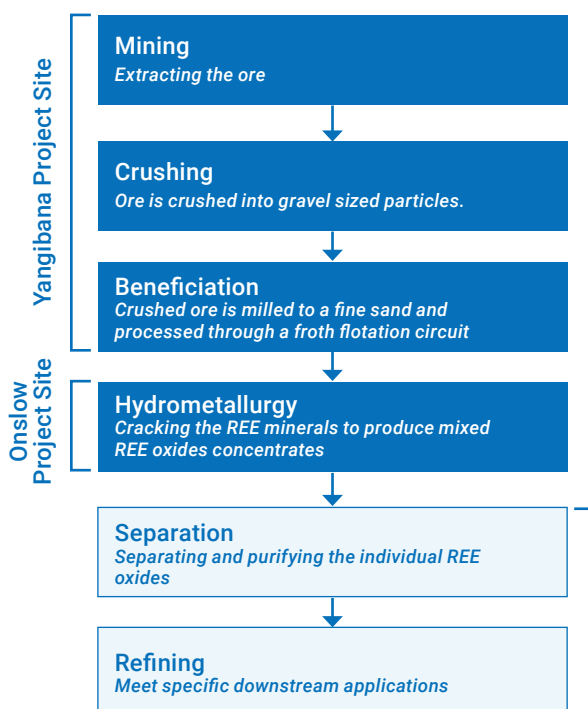 Yangibana Project Site
Mining
Extracting the ore
Crushing
Ore is crushed into gravel sized particles.
Beneficiation
Crushed ore is milled to a fine sand and
processed through a froth flotation circuit
Onslow
Project Site
Hydrometallurgy
Cracking the REE minerals to produce mixed
REE oxides concentrates
Separation
Separating and purifying the individual REE
oxides
Refining
Meet specific downstream applications